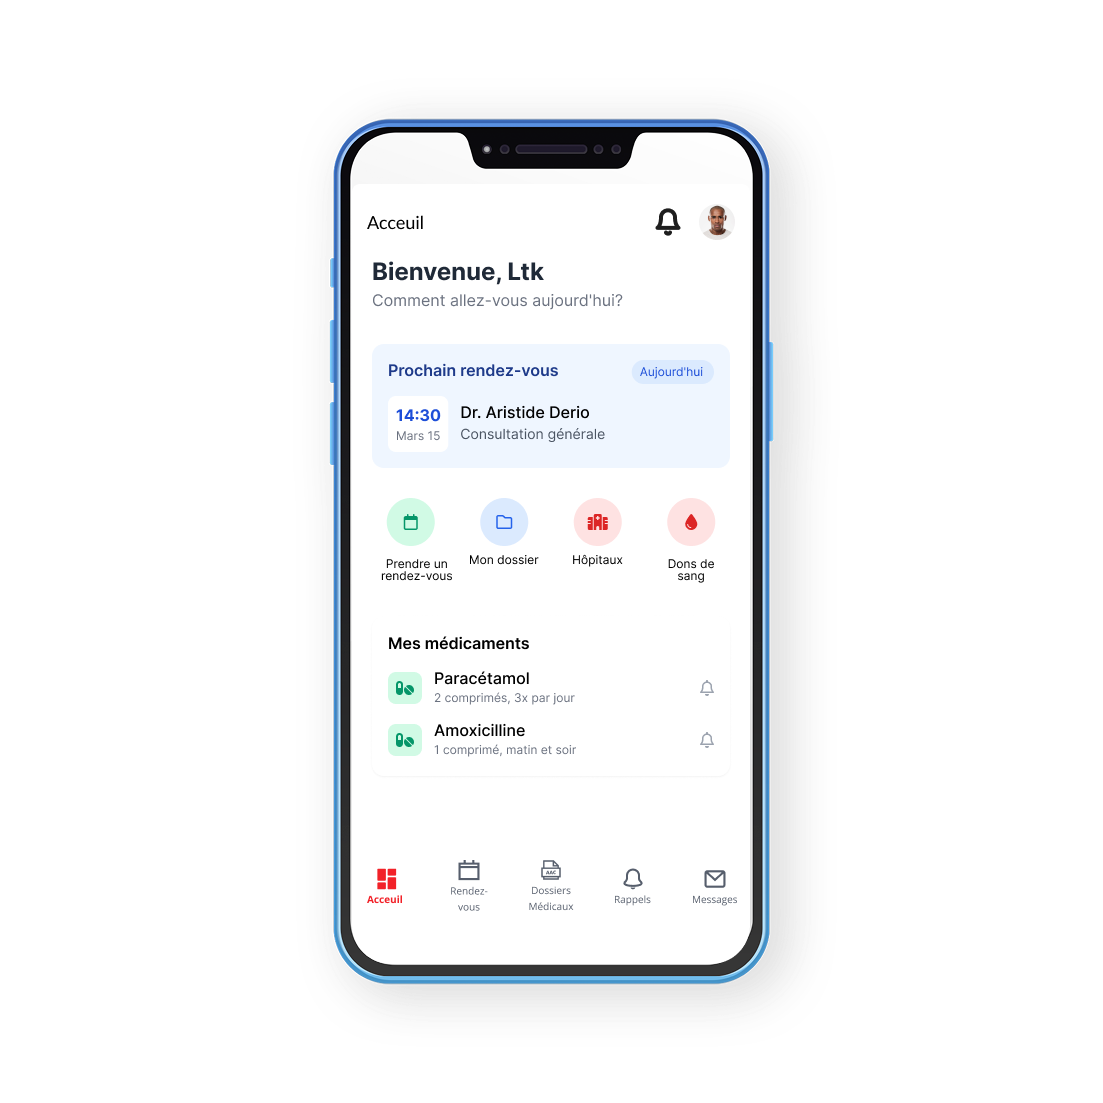 Acceuil
Bienvenue, Ltk
Comment allez-vous aujourd'hui?
Prochain rendez-vous
Aujourd'hui
14:30
Mars 15
Dr. Aristide Derio
Consultation générale
Prendre un
rendez-vous
Mon dossier
Hôpitaux
Dons de
sang
Mes médicaments
Paracétamol
2 comprimés, 3x par jour
Amoxicilline
1 comprimé, matin et soir
Acceuil
Rendez-
vous
AAC
Dossiers
Médicaux
Rappels
Messages